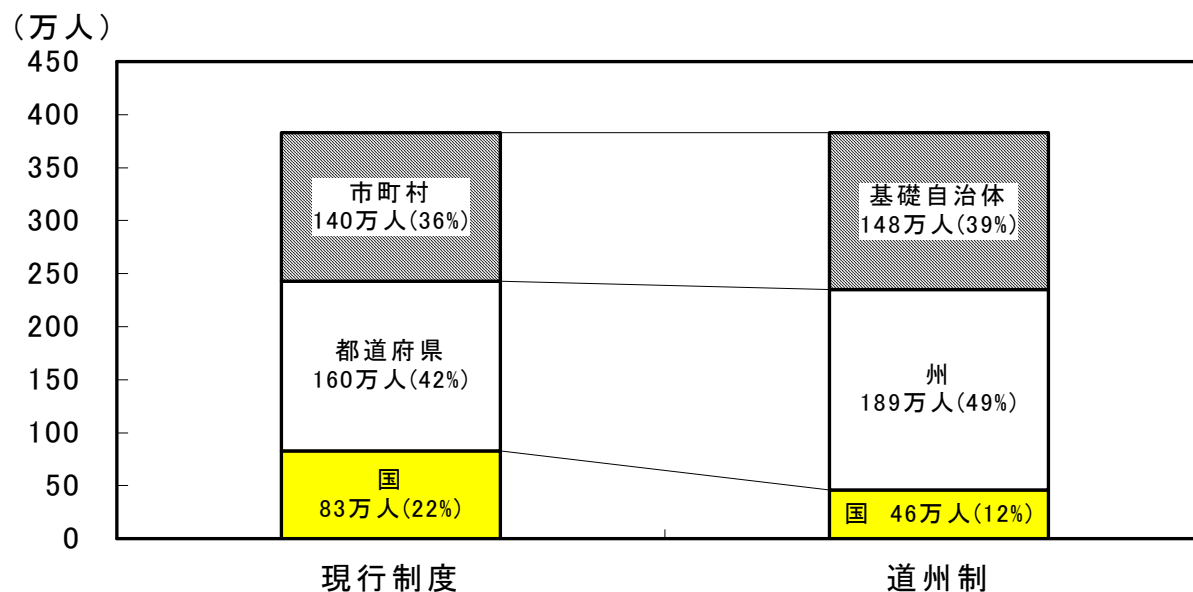 (万人)
450
400
350
300
250
200
150
100
50
0
市町村
140万人(36%)
都道府県
160万人(42%)
国
83万人(22%)
基礎自治体
148万人(39%)
州
189万人(49%)
国 46万人(12%)
現行制度
道州制